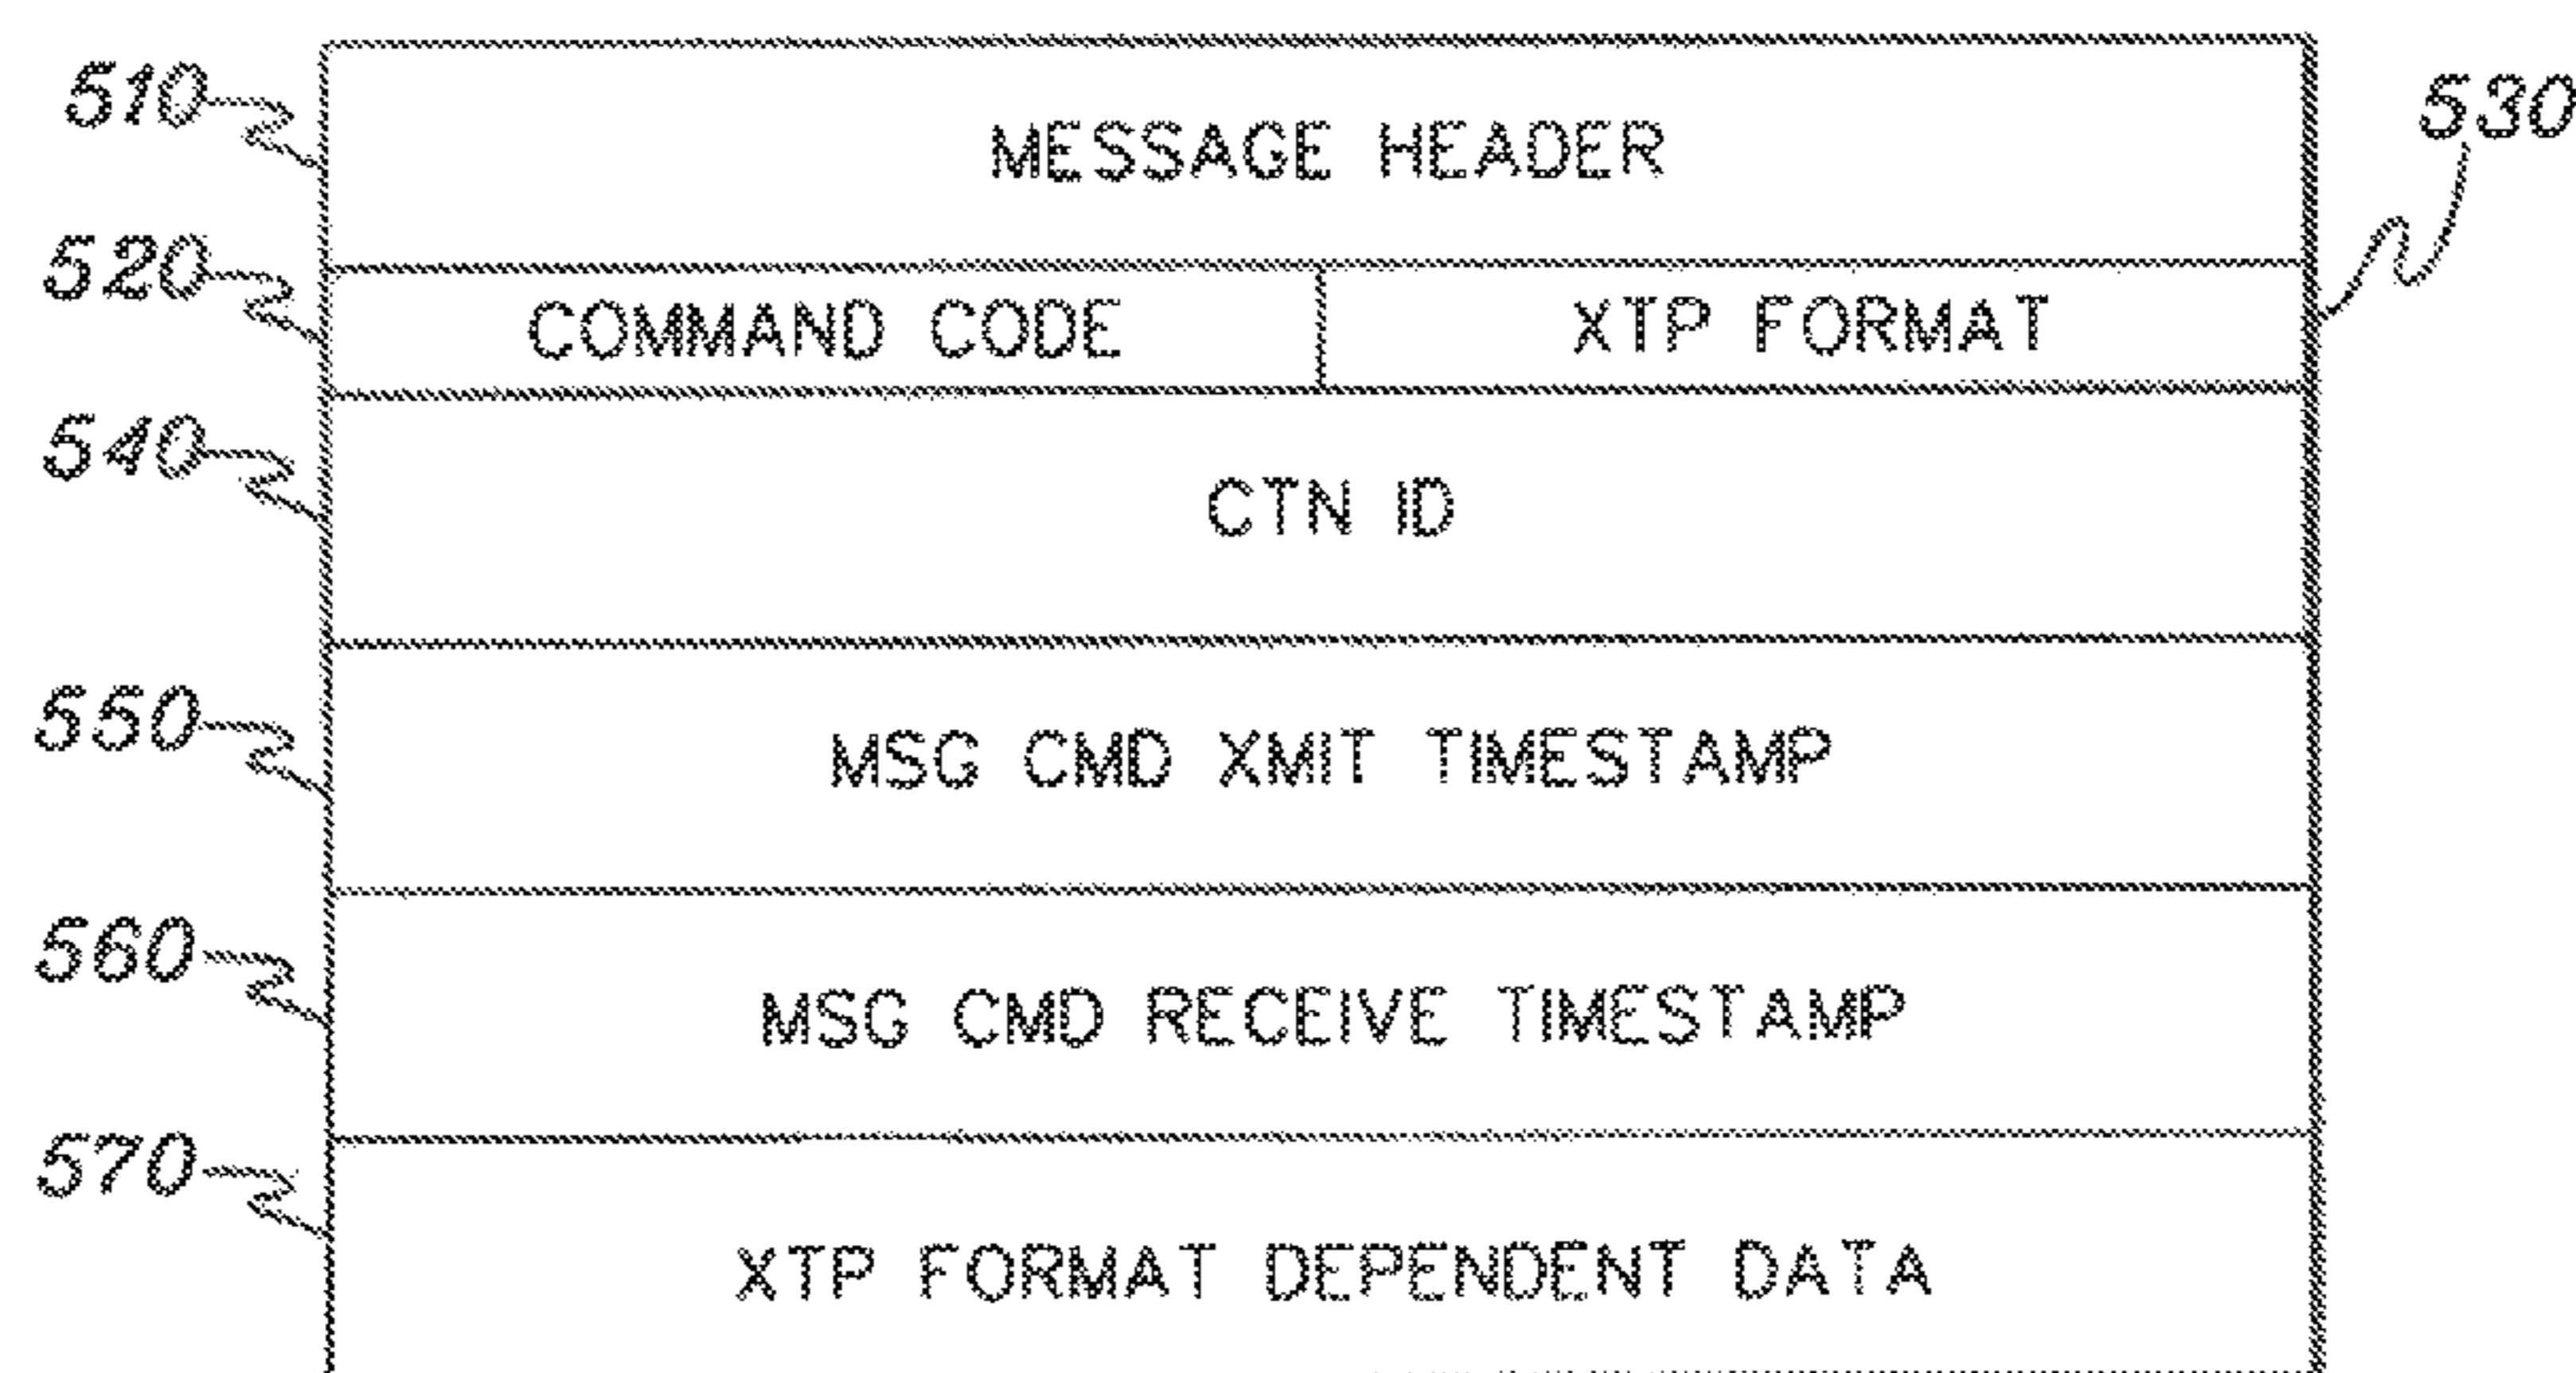 510
MESSAGE HEADER
530
520
COMMAND CODE
XTP FORMAT
540
CTN ID
550
MSG CMD XMIT TIMESTAMP
560
MSG CMD RECEIVE TIMESTAMP
570
XTP FORMAT DEPENDENT DATA